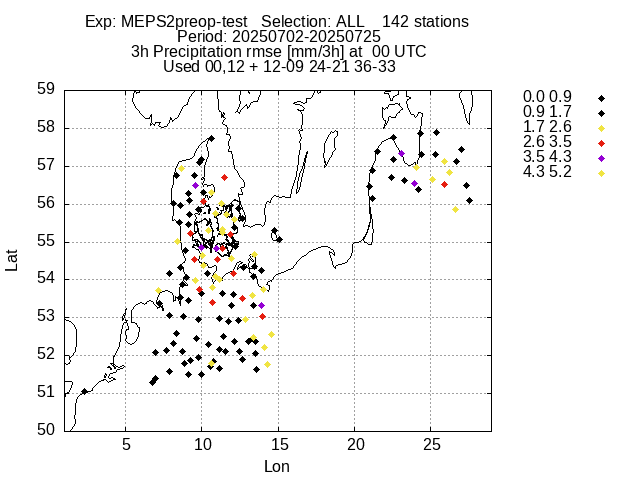 Exp: MEPS2preop-test Selection: ALL 142 stations
Period: 20250702-20250725
3h Precipitation rmse [mm/3h] at 00 UTC
Used 00,12 + 12-09 24-21 36-33
0.0 0.9
0.9 1.7
1.7 2.6
2.6 3.5
3.5 4.3
4.3 5.2
59
58
57
56
55
54
53
52
51
50
Lat
5 10 15 20 25
Lon